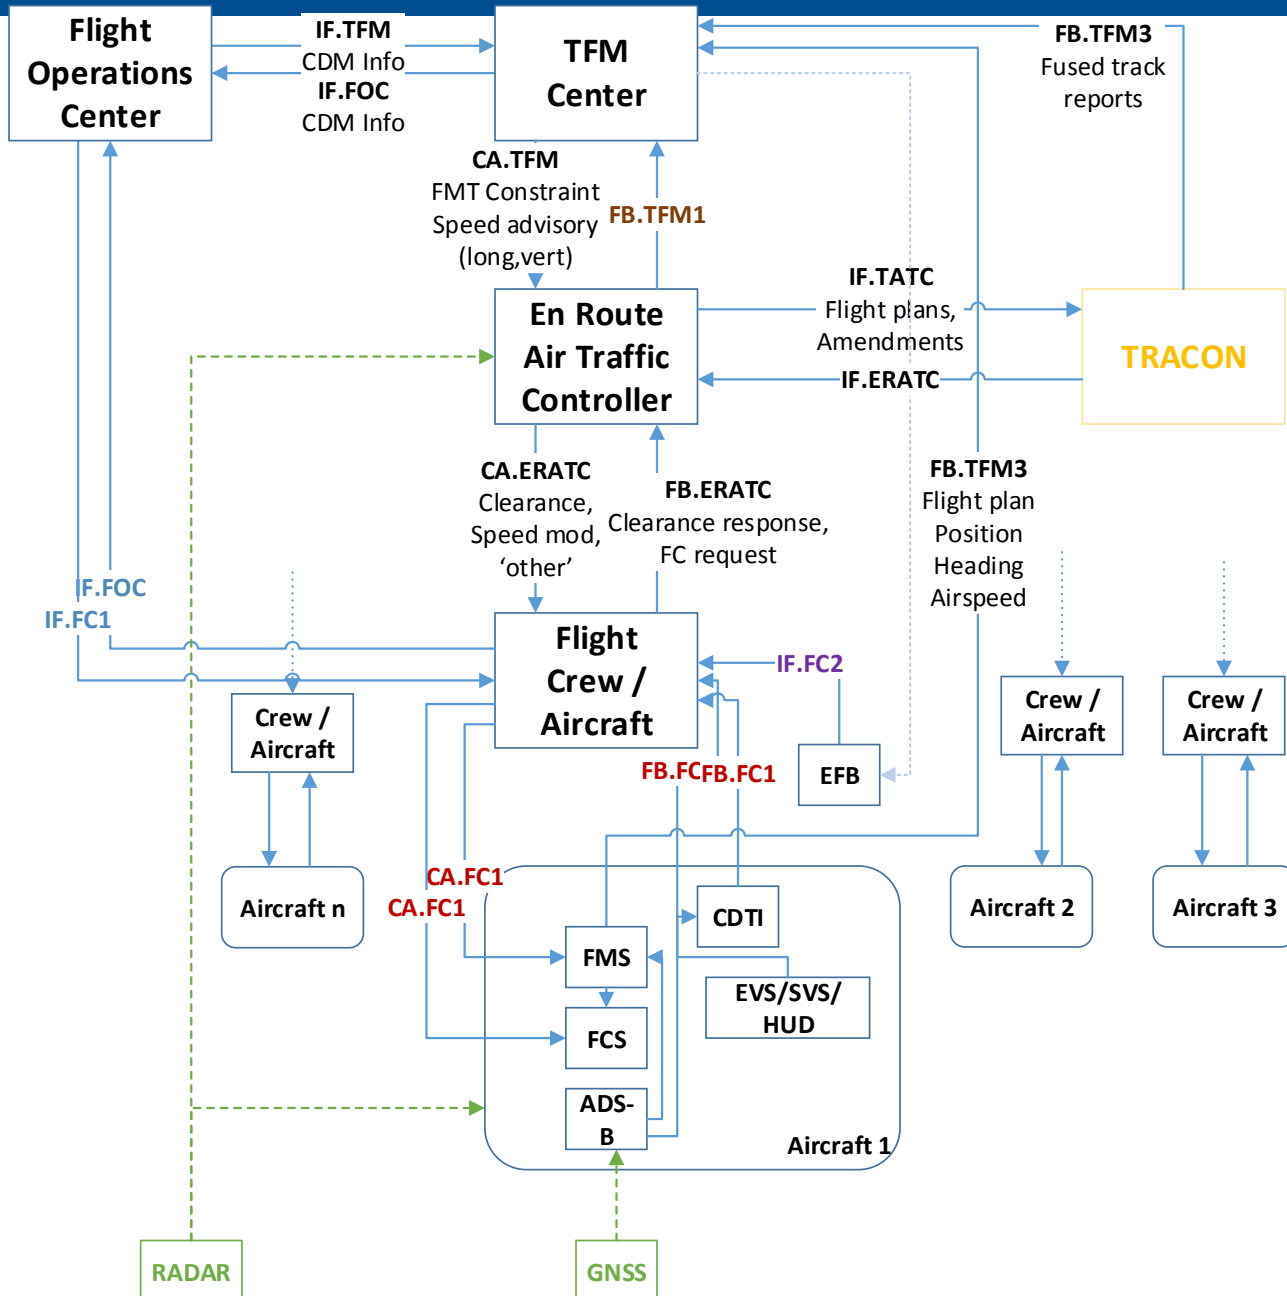 Flight
Operations
Center
IF.TFM
CDM Info
IF.FOC
CDM Info
TFM
Center
FB.TFM3
Fused track
reports
CA.TFM
FMT Constraint
Speed advisory
(long,vert)
FB.TFM1
En Route
Air Traffic
Controller
IF.TATC
Flight plans,
Amendments
IF.ERATC
TRACON
CA.ERATC
Clearance,
Speed mod,
‘other’
FB.ERATC
Clearance response,
FC request
FB.TFM3
Flight plan
Position
Heading
Airspeed
IF.FOC
IF.FC1
Flight
Crew /
Aircraft
IF.FC2
Crew /
Aircraft
Crew /
Aircraft
Crew /
Aircraft
FB.FC
FB.FC1
EFB
CA.FC1
CA.FC1
Aircraft n
CDTI
Aircraft 2
Aircraft 3
FMS
EVS/SVS/
HUD
FCS
ADS-
B
Aircraft 1
RADAR
GNSS